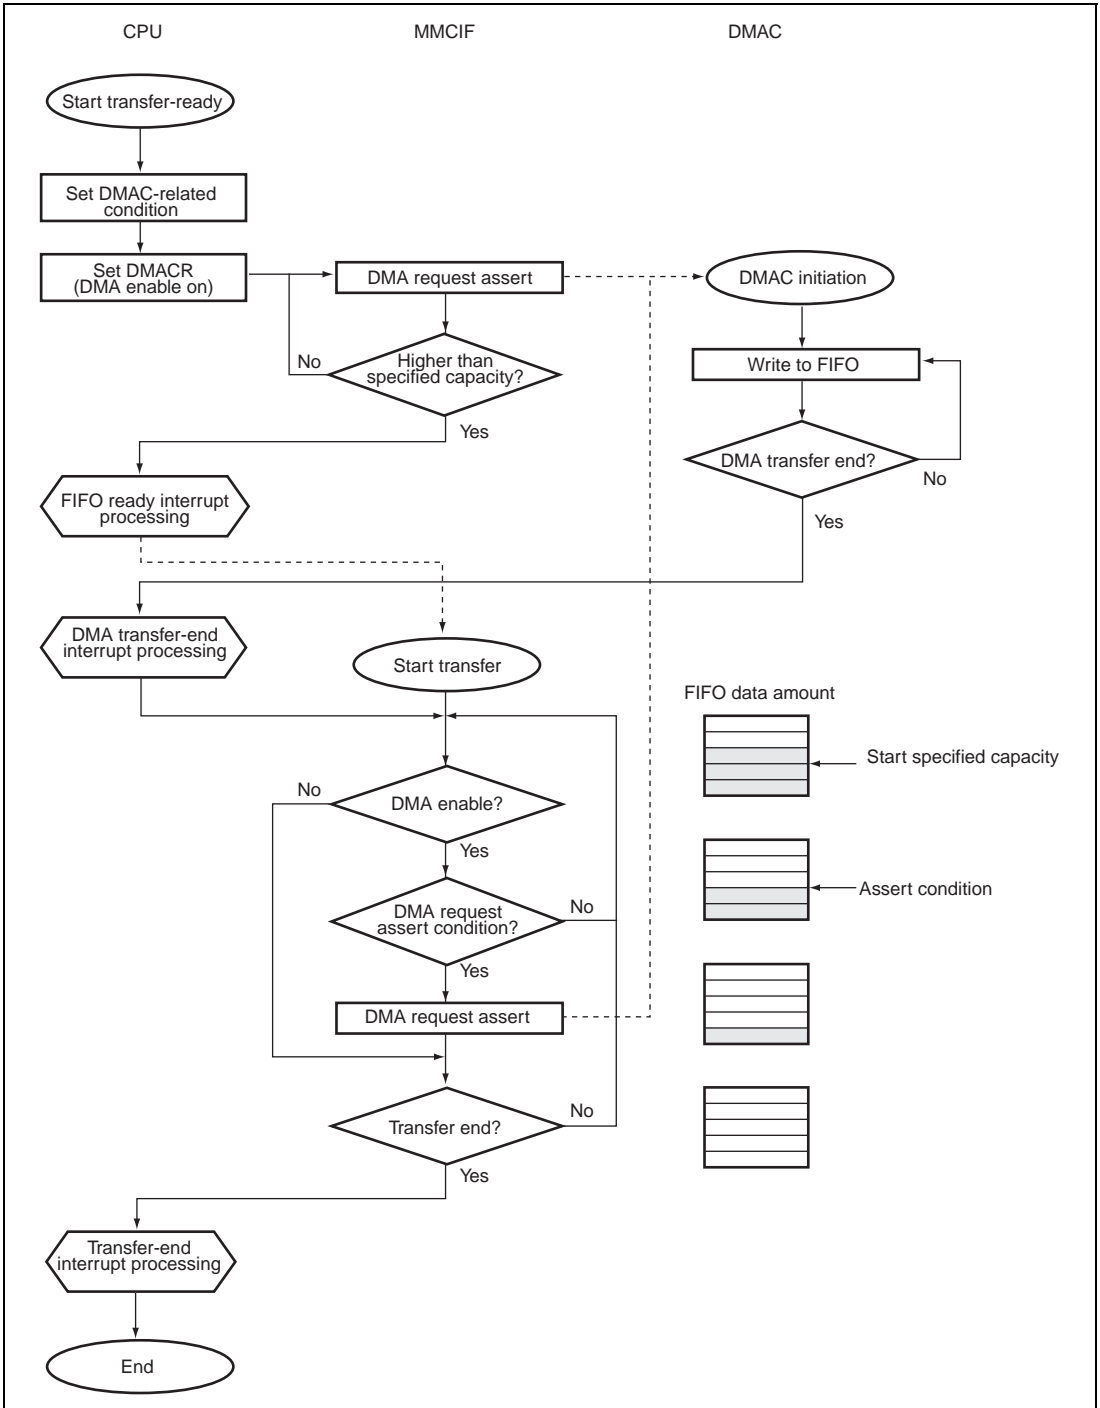 CPU
MMCIF
DMAC
Start transfer-ready
Set DMAC-related
condition
Set DMACR
(DMA enable on)
DMA request assert
DMAC initiation
No
Higher than
specified capacity?
Yes
Write to FIFO
DMA transfer end?
No
Yes
FIFO ready interrupt
processing
DMA transfer-end
interrupt processing
Start transfer
FIFO data amount
Start specified capacity
No
DMA enable?
Yes
Assert condition
DMA request
assert condition?
No
Yes
DMA request assert
Transfer end?
No
Yes
Transfer-end
interrupt processing
End